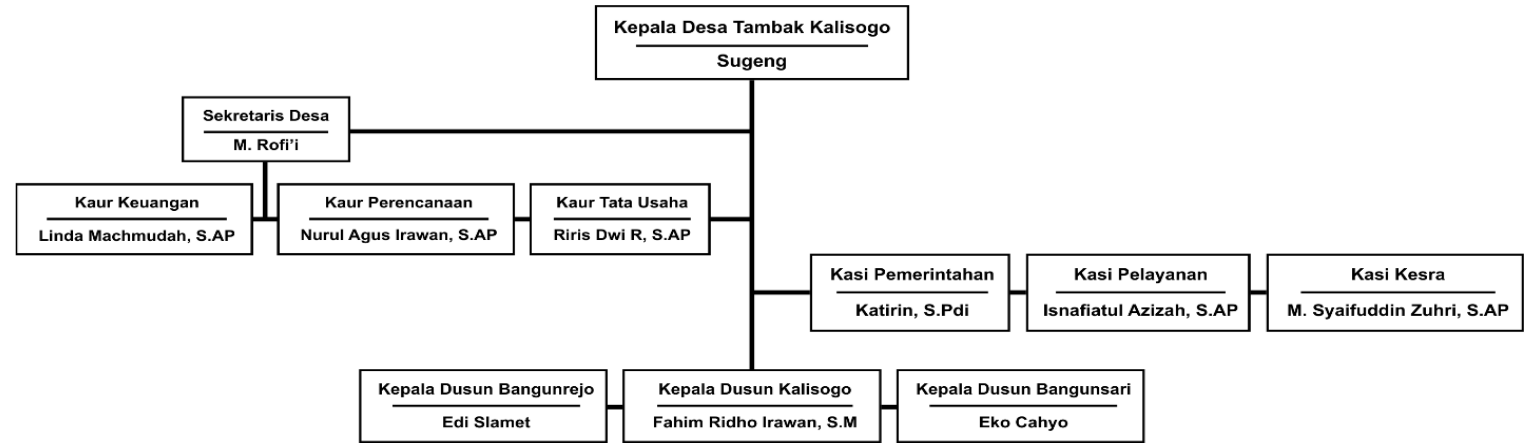 Kepala Desa Tambak Kalisogo
Sugeng
Sekretaris Desa
M. Rofi’i
Kaur Keuangan
Linda Machmudah, S.AP
Kaur Perencanaan
Nurul Agus Irawan, S.AP
Kaur Tata Usaha
Riris Dwi R, S.AP
Kasi Pemerintahan
Katirin, S.Pdi
Kasi Pelayanan
Isnafiatul Azizah, S.AP
Kasi Kesra
M. Syaifuddin Zuhri, S.AP
Kepala Dusun Bangunrejo
Edi Slamet
Kepala Dusun Kalisogo
Fahim Ridho Irawan, S.M
Kepala Dusun Bangunsari
Eko Cahyo